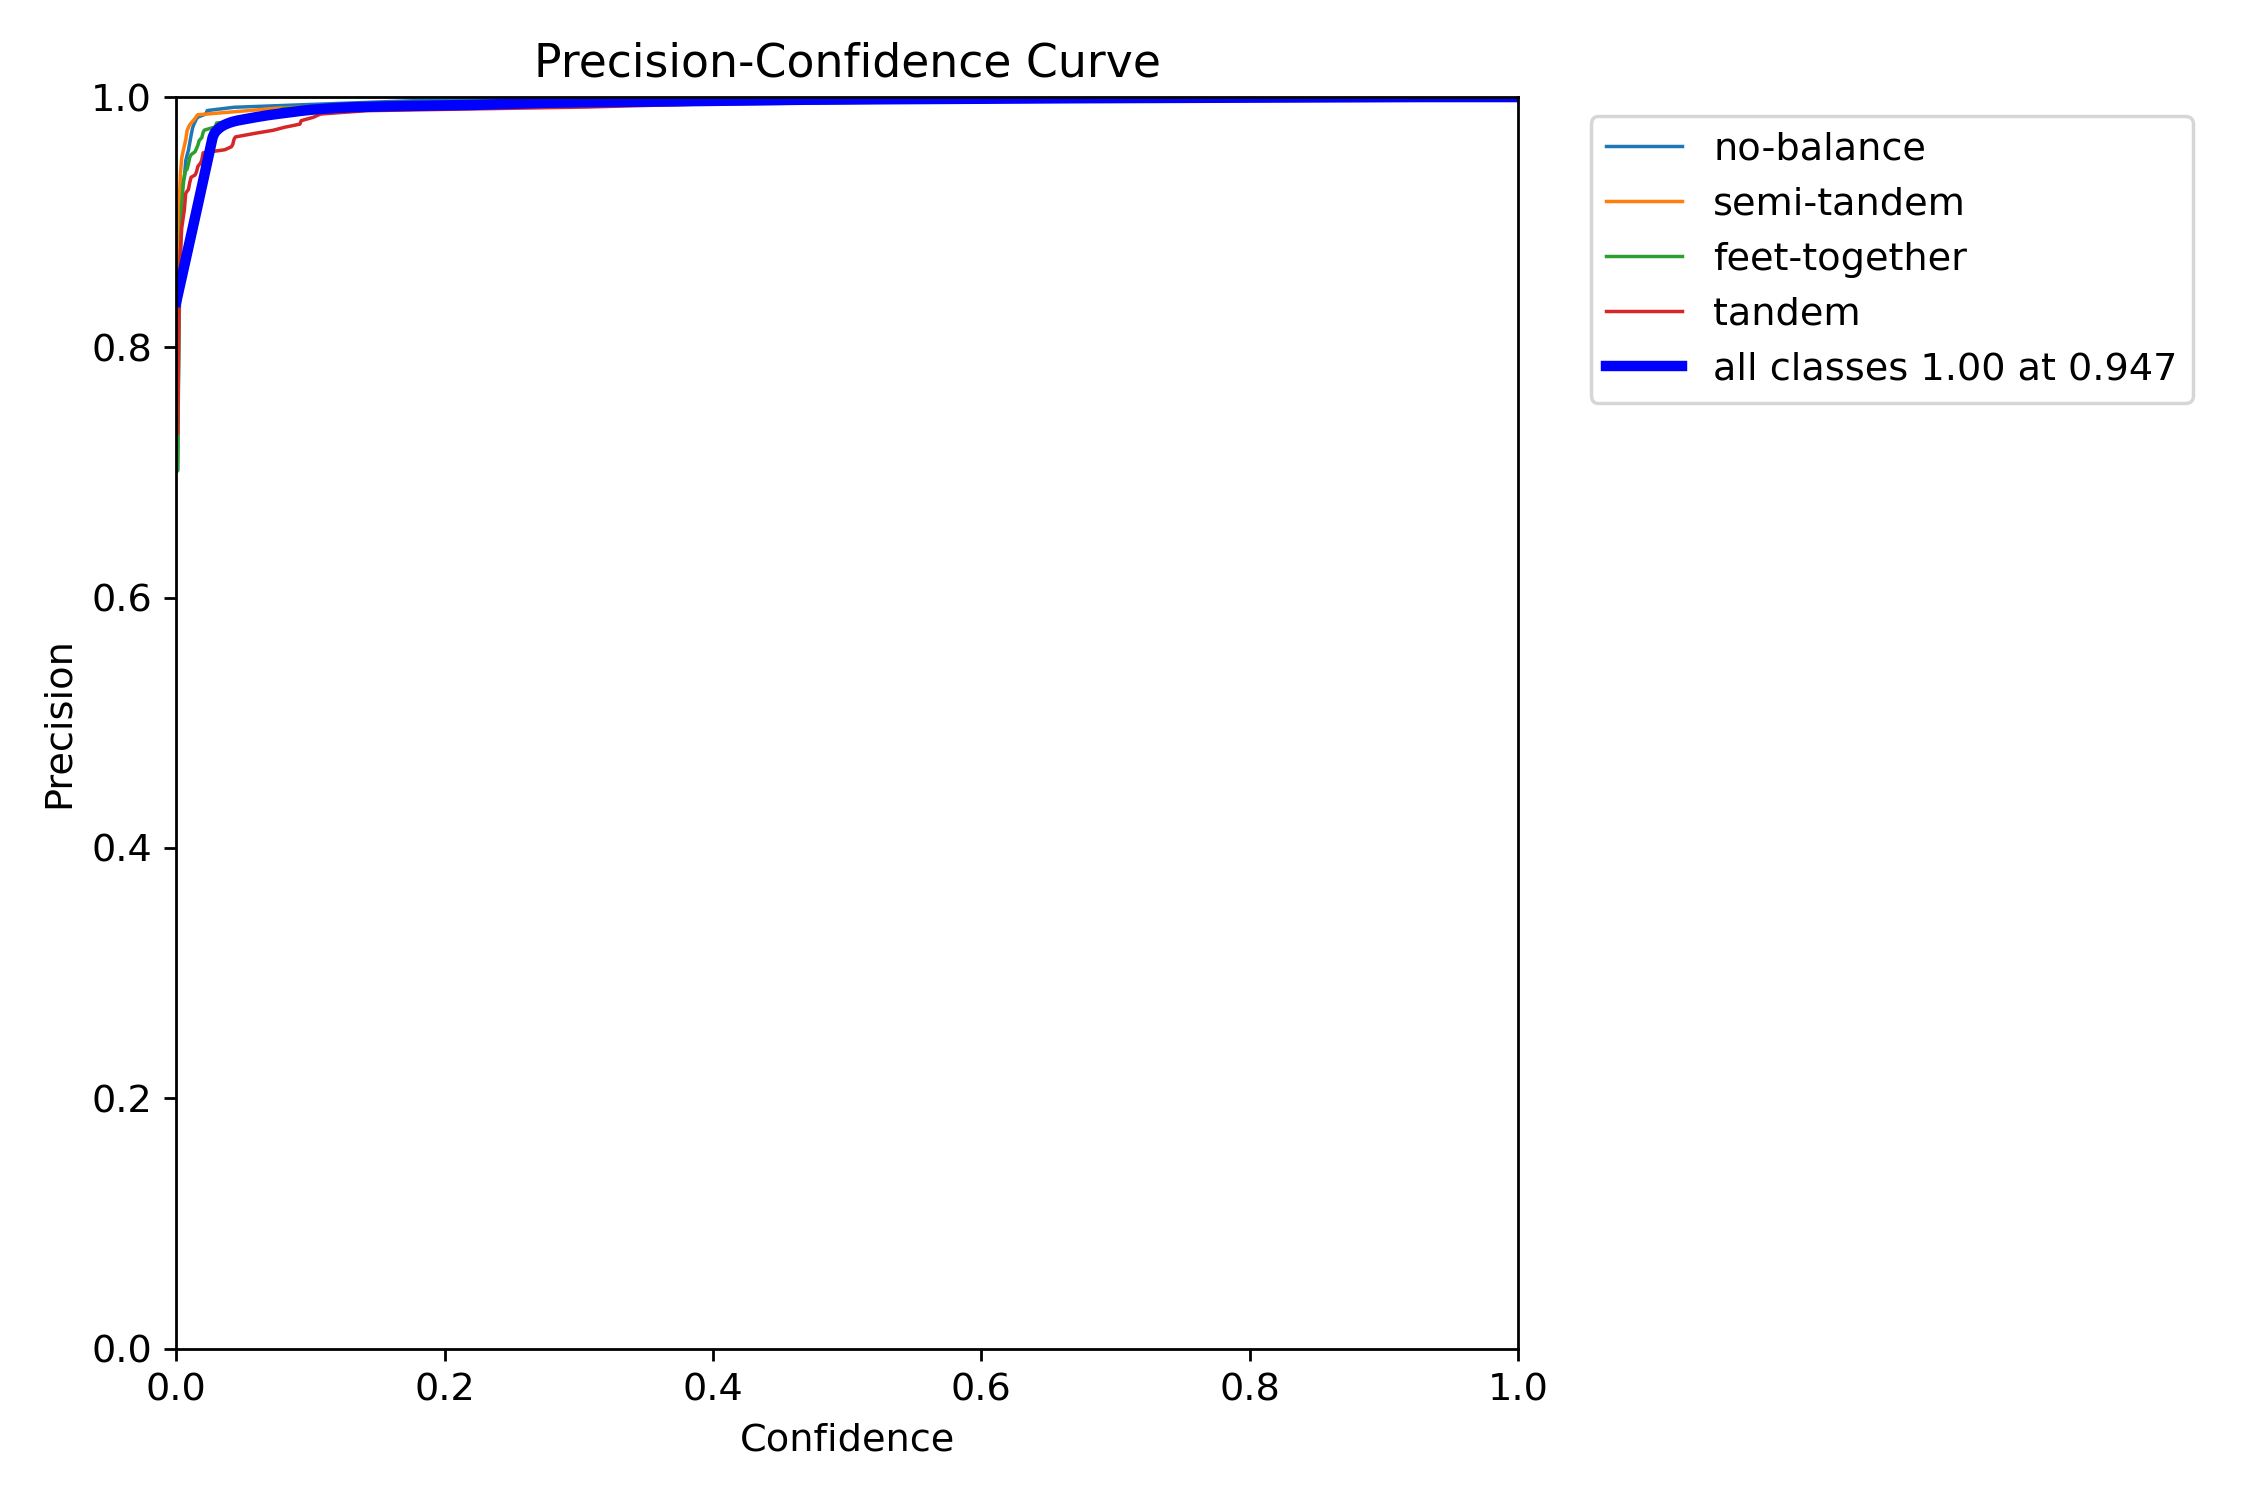 Precision-Confidence Curve
1.0
0.8
0.6
0.4
0.2
0.0
Precision
0.0 0.2 0.4 0.6 0.8 1.0
Confidence
no-balance
semi-tandem
feet-together
tandem
all classes 1.00 at 0.947